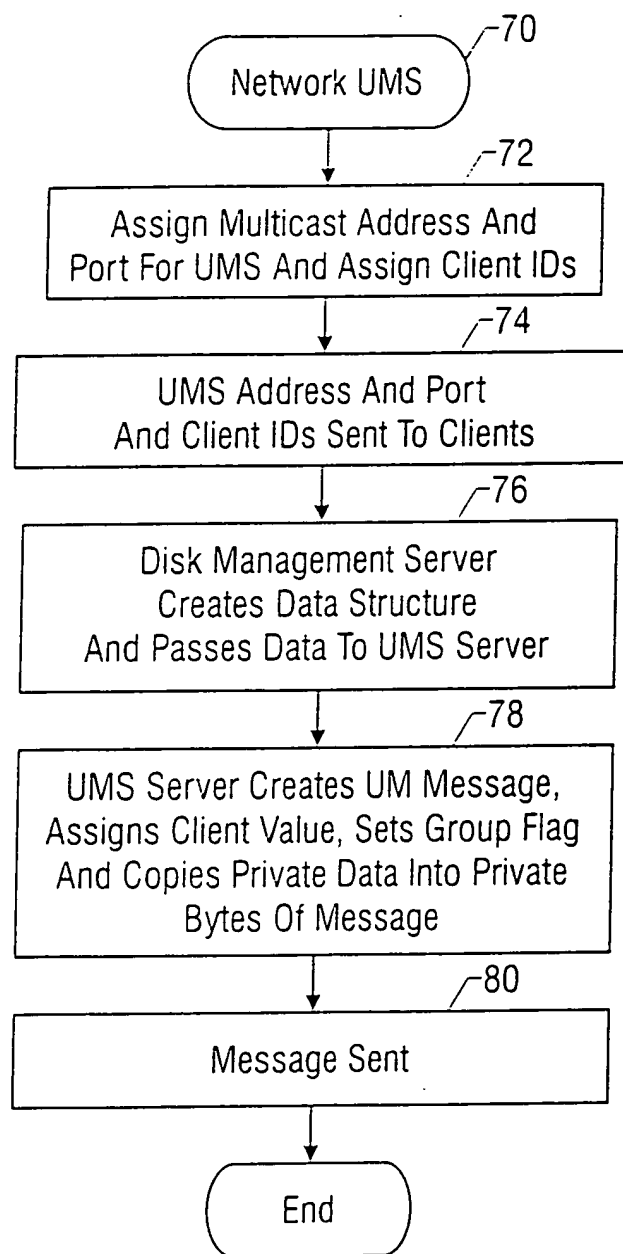 70
Network UMS
72
Assign Multicast Address And
Port For UMS And Assign Client IDs
74
UMS Address And Port
And Client IDs Sent To Clients
76
Disk Management Server
Creates Data Structure
And Passes Data To UMS Server
78
UMS Server Creates UM Message,
Assigns Client Value, Sets Group Flag
And Copies Private Data Into Private
Bytes Of Message
80
Message Sent
End